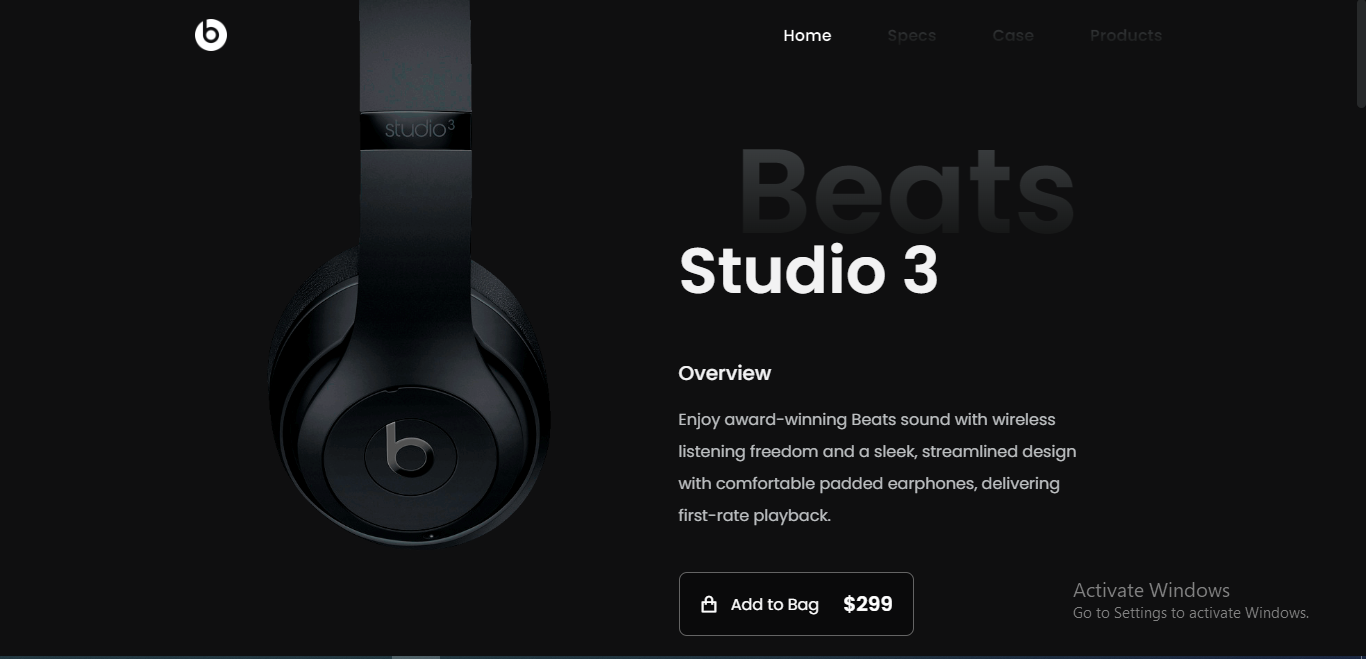 b
Home Specs Case Products
studio3
Beats
Studio 3
Overview
Enjoy award-winning Beats sound with wireless
listening freedom and a sleek, streamlined design
with comfortable padded earphones, delivering
first-rate playback.
b
Add to Bag $299
Activate Windows
Go to Settings to activate Windows.